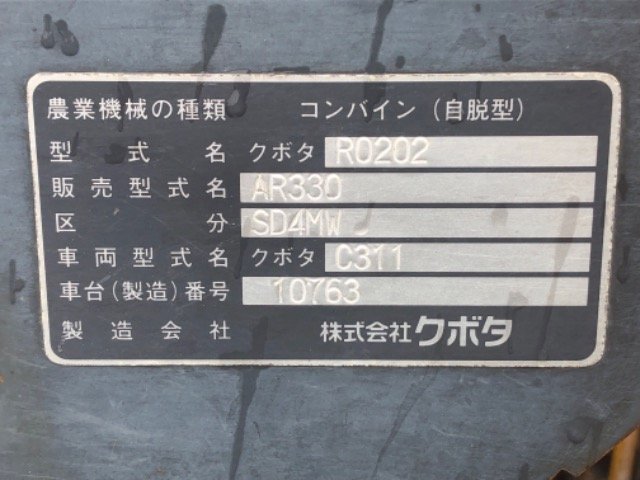 農業機械の種類 コンバイン（自脱型）
型式名 クボタ R0202
販売型式名 AR330
区分 SD4MW
車両型式名 クボタ C311
車台（製造）番号 10763
製造会社 株式会社クボタ